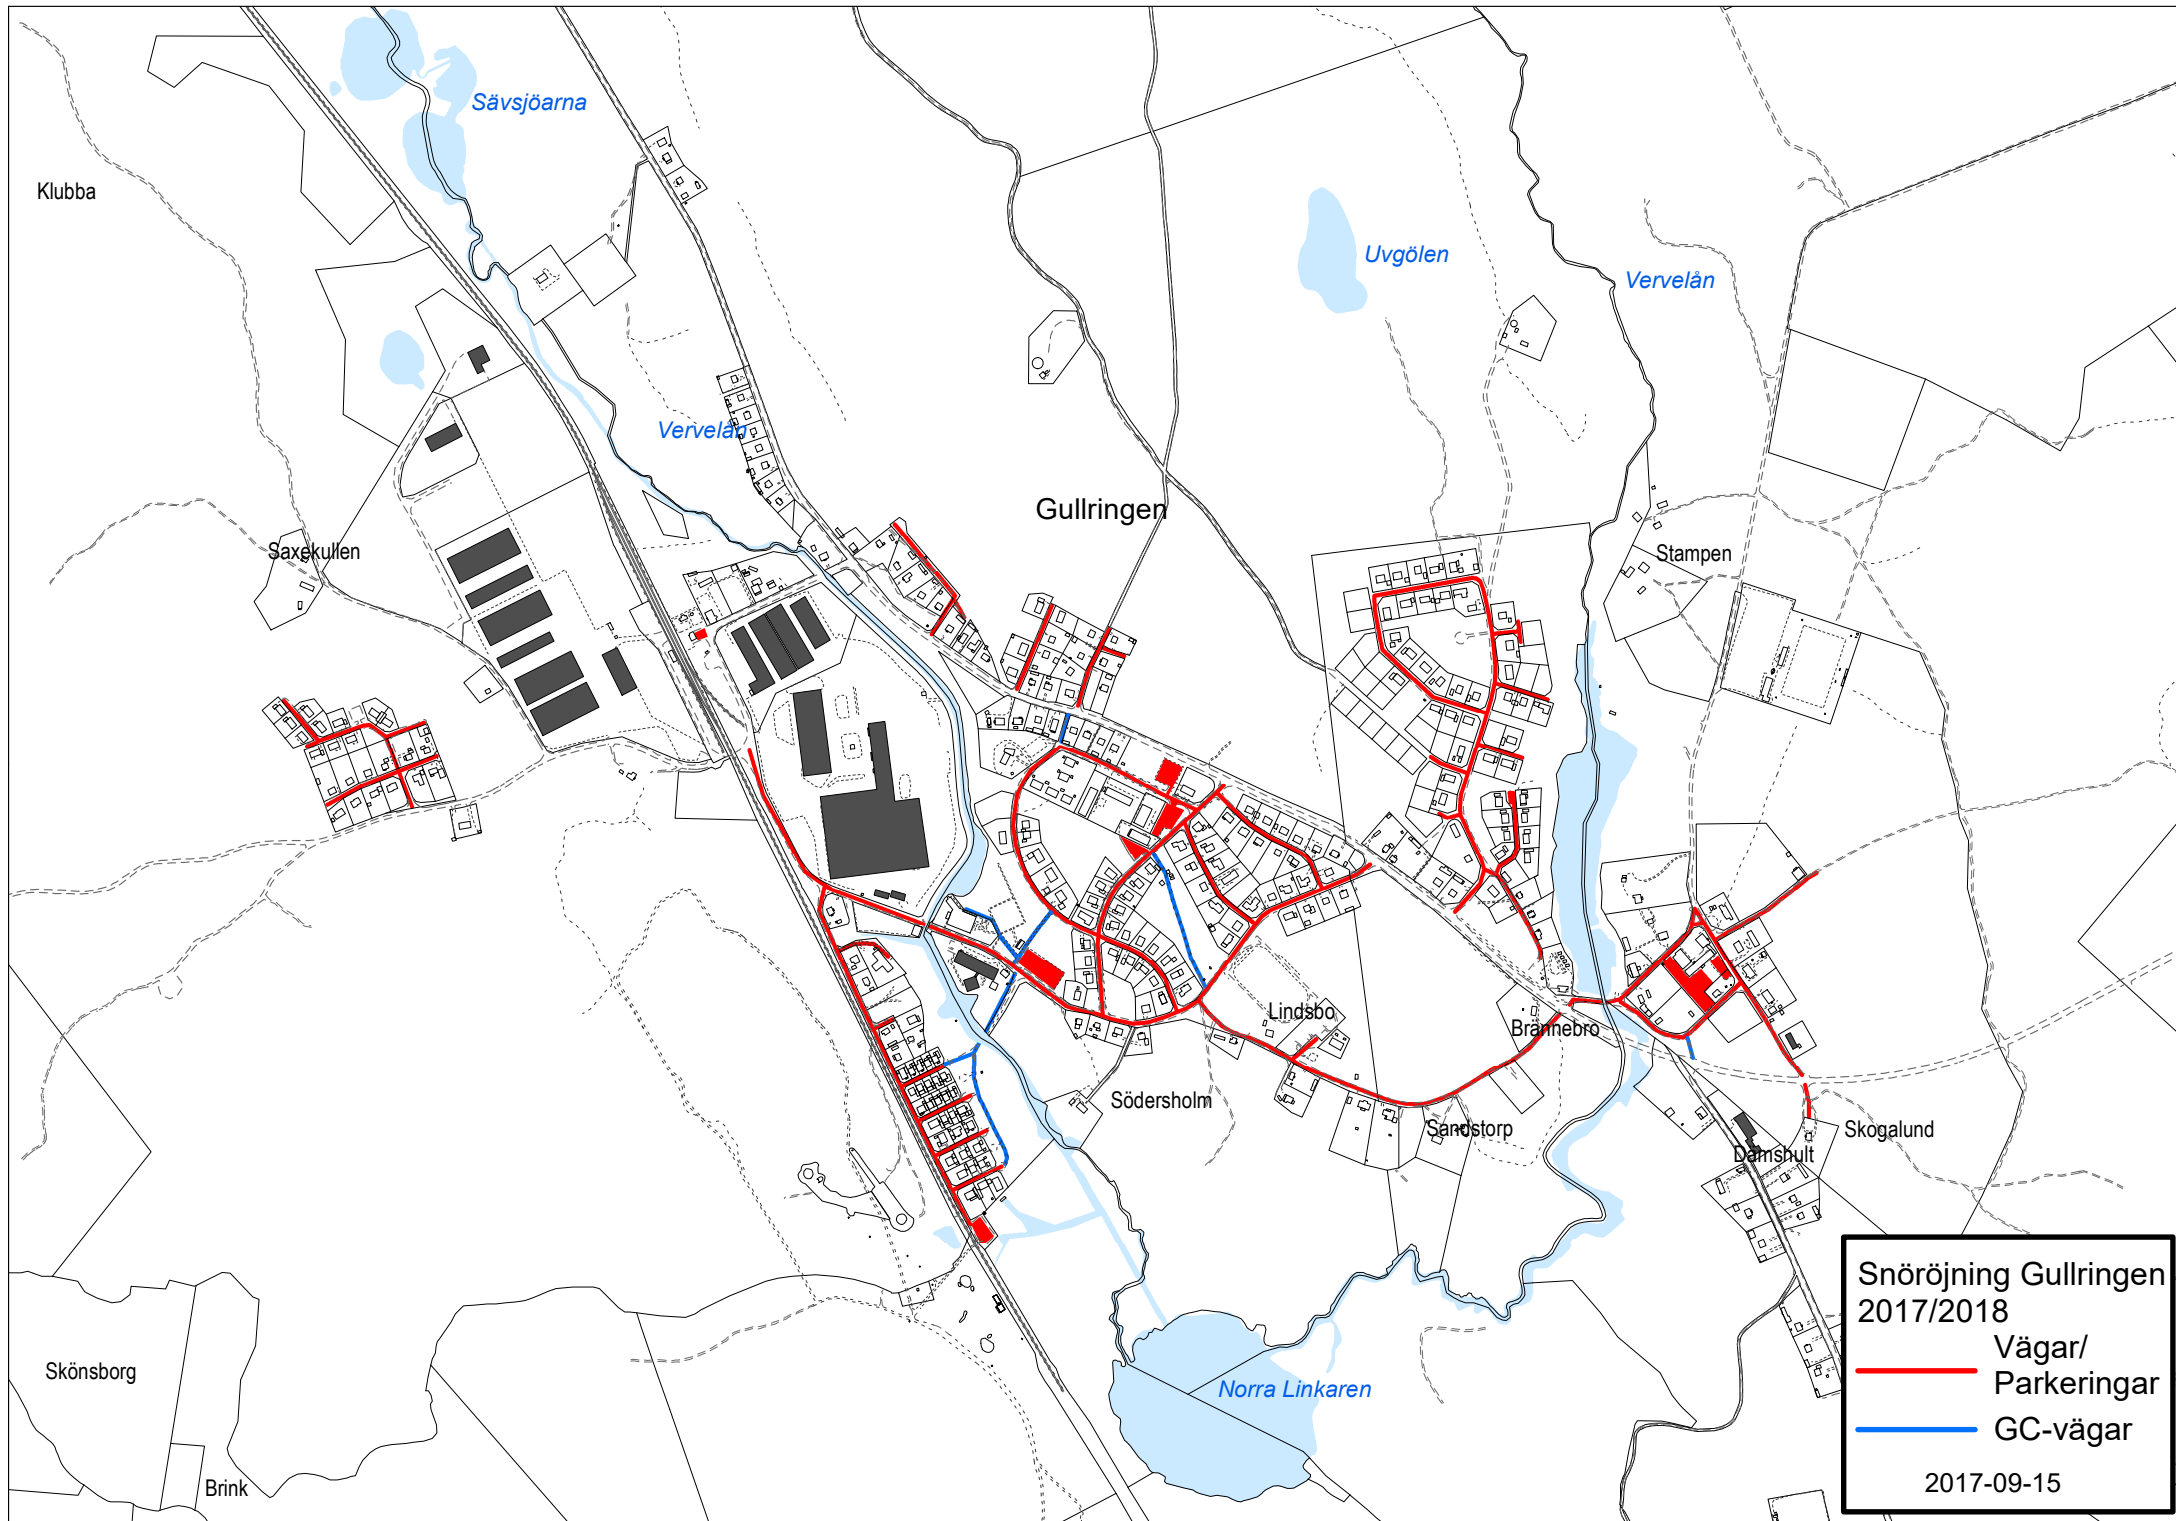 Sävsjöarna
Klubba
Uvgölen
Vervelån
Vervelån
Gullringen
Saxekullen
Stampen
Lindsbo
Brännebro
Södersholm
Sandstorp
Skogalund
Damshult
Skönsborg
Norra Linkaren
Brink
Snöröjning Gullringen
2017/2018
Vägar/
Parkeringar
GC-vägar
2017-09-15